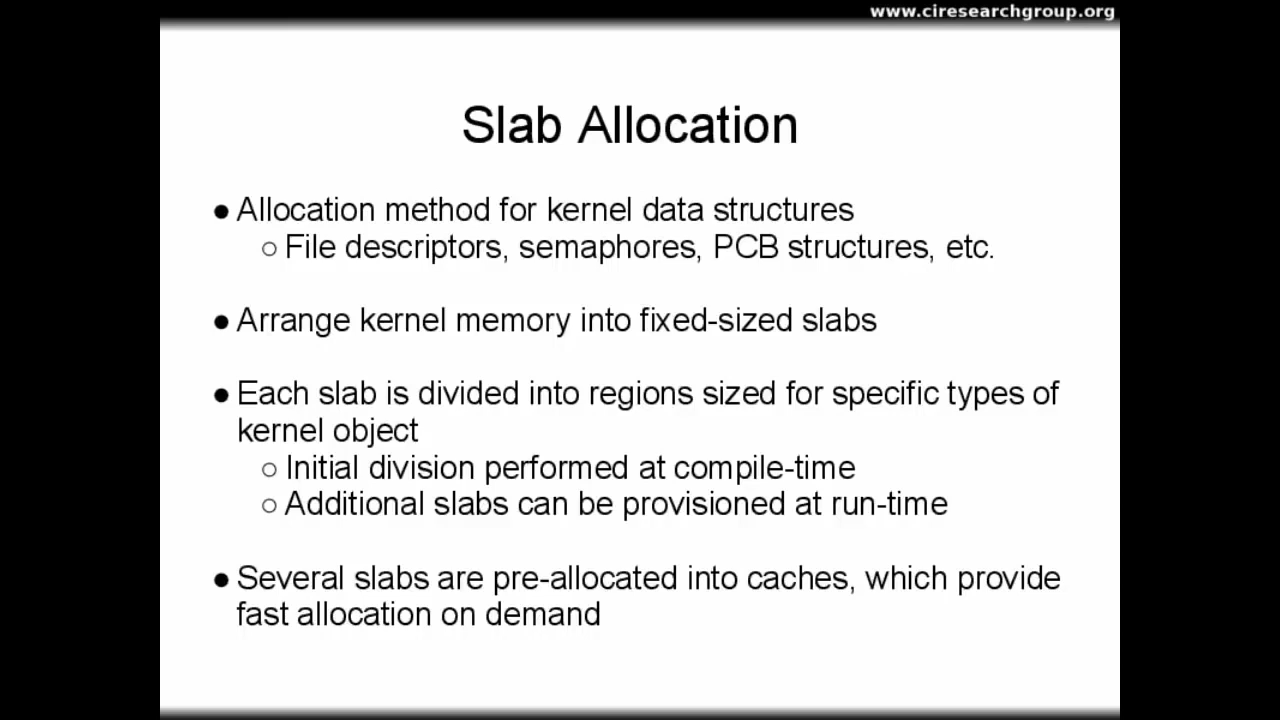 www.ciresearchgroup.org
Slab Allocation
● Allocation method for kernel data structures
○ File descriptors, semaphores, PCB structures, etc.
● Arrange kernel memory into fixed-sized slabs
● Each slab is divided into regions sized for specific types of
kernel object
○ Initial division performed at compile-time
○ Additional slabs can be provisioned at run-time
● Several slabs are pre-allocated into caches, which provide
fast allocation on demand